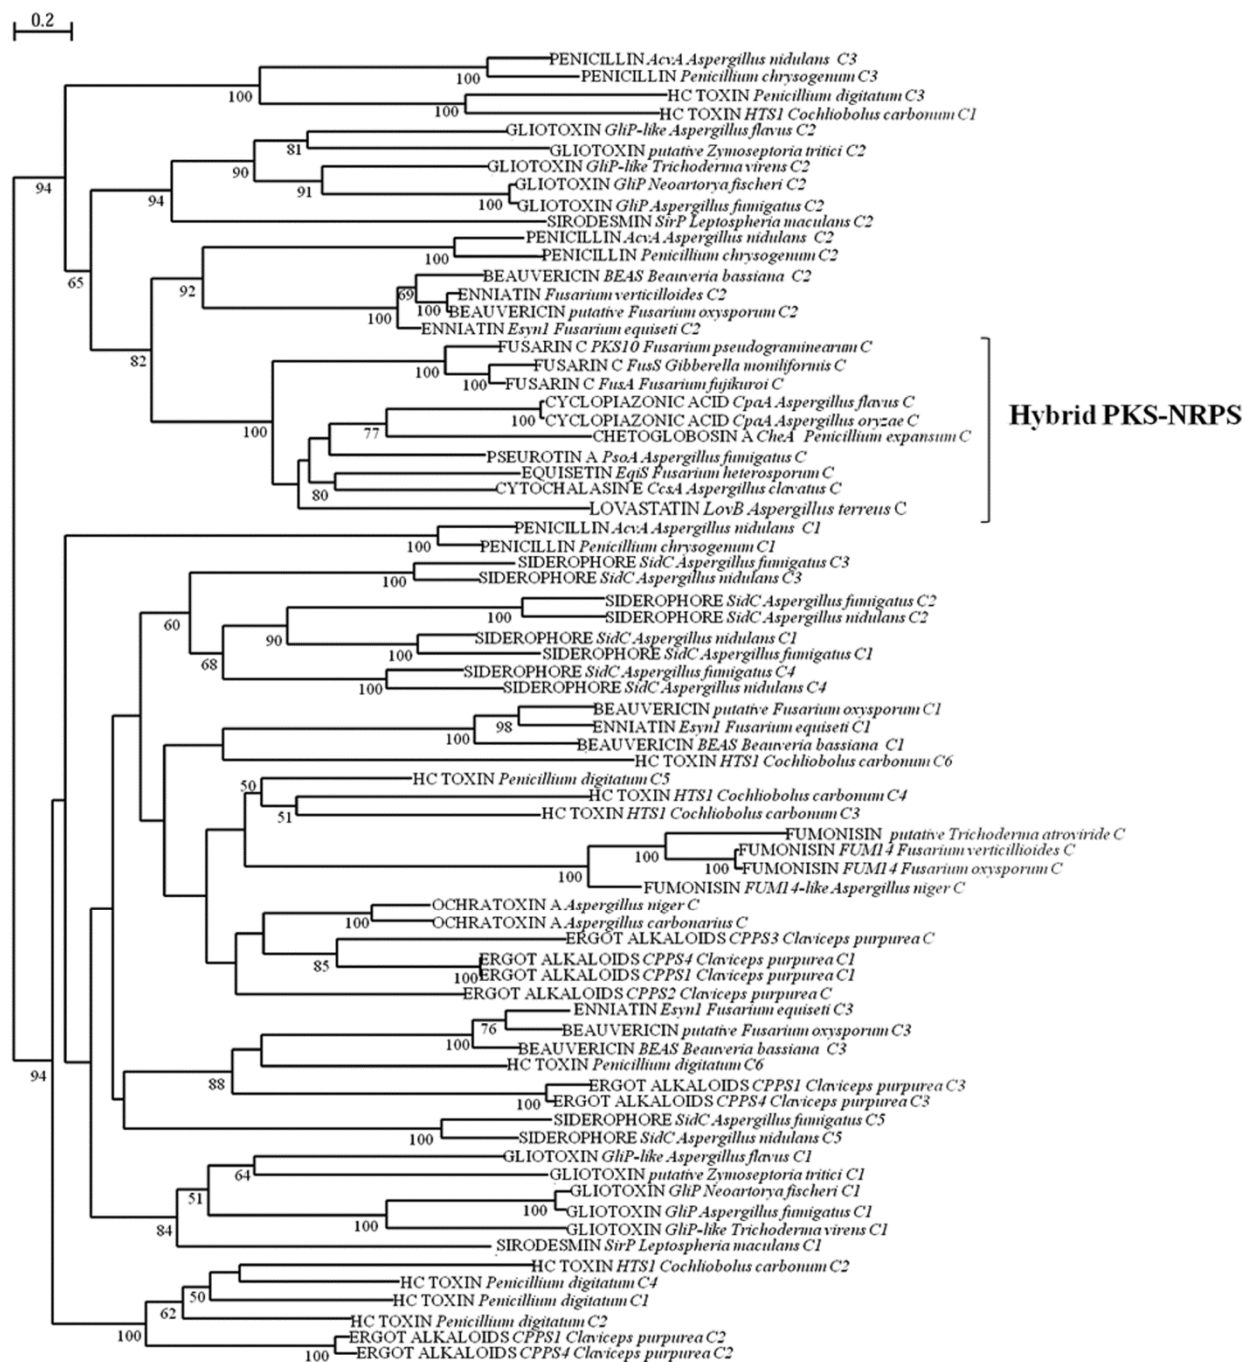 0.2
PENICILLIN AcvA Aspergillus nidulans C3
100
PENICILLIN Penicillium chrysogenum C3
100
HC TOXIN Penicillium digitatum C3
100
HC TOXIN HTS1 Cochliobolus carbonum C1
GLIOTOXIN GliP-like Aspergillus flavus C2
81
GLIOTOXIN putative Zymoseptoria tritici C2
90
GLIOTOXIN GliP-like Trichoderma virens C2
94
91
GLIOTOXIN GliP Neoartorya fischeri C2
94
100
GLIOTOXIN GliP Aspergillus fumigatus C2
SIRODESMIN SirP Leptospheria maculans C2
PENICILLIN AcvA Aspergillus nidulans C2
100
PENICILLIN Penicillium chrysogenum C2
65
92
BEAUVERICIN BEAS Beauveria bassiana C2
69
ENNIATIN Fusarium verticilloides C2
100
BEAUVERICIN putative Fusarium oxysporum C2
100
ENNIATIN Esyn1 Fusarium equiseti C2
82
FUSARIN C PKS10 Fusarium pseudograminearum C
100
FUSARIN C FusS Gibberella moniliformis C
100
FUSARIN C FusA Fusarium fujikuroi C
CYCLOPIAZONIC ACID CpaA Aspergillus flavus C
Hybrid PKS-NRPS
100
CYCLOPIAZONIC ACID CpaA Aspergillus oryzae C
100
77
CHETOGLOBOSIN A CheA Penicillium expansum C
PSEUROTIN A PsoA Aspergillus fumigatus C
EQUISETIN EqiS Fusarium heterosporum C
80
CYTOCHALASIN E CcsA Aspergillus clavatus C
LOVASTATIN LovB Aspergillus terreus C
PENICILLIN AcvA Aspergillus nidulans C1
100
PENICILLIN Penicillium chrysogenum C1
SIDEROPHORE SidC Aspergillus fumigatus C3
100
SIDEROPHORE SidC Aspergillus nidulans C3
SIDEROPHORE SidC Aspergillus fumigatus C2
60
100
SIDEROPHORE SidC Aspergillus nidulans C2
90
SIDEROPHORE SidC Aspergillus nidulans C1
100
SIDEROPHORE SidC Aspergillus fumigatus C1
68
SIDEROPHORE SidC Aspergillus fumigatus C4
100
SIDEROPHORE SidC Aspergillus nidulans C4
BEAUVERICIN putative Fusarium oxysporum C1
98
ENNIATIN Esyn1 Fusarium equiseti C1
100
BEAUVERICIN BEAS Beauveria bassiana C1
HC TOXIN HTS1 Cochliobolus carbonum C6
HC TOXIN Penicillium digitatum C5
50
HC TOXIN HTS1 Cochliobolus carbonum C4
51
HC TOXIN HTS1 Cochliobolus carbonum C3
FUMONISIN putative Trichoderma atroviride C
100
FUMONISIN FUM14 Fusarium verticillioides C
100
FUMONISIN FUM14 Fusarium oxysporum C
100
FUMONISIN FUM14-like Aspergillus niger C
OCHRATOXIN A Aspergillus niger C
100
OCHRATOXIN A Aspergillus carbonarius C
ERGOT ALKALOIDS CPPS3 Claviceps purpurea C
85
ERGOT ALKALOIDS CPPS4 Claviceps purpurea C1
100
ERGOT ALKALOIDS CPPS1 Claviceps purpurea C1
ERGOT ALKALOIDS CPPS2 Claviceps purpurea C
ENNIATIN Esyn1 Fusarium equiseti C3
76
BEAUVERICIN putative Fusarium oxysporum C3
100
BEAUVERICIN BEAS Beauveria bassiana C3
HC TOXIN Penicillium digitatum C6
94
88
ERGOT ALKALOIDS CPPS1 Claviceps purpurea C3
100
ERGOT ALKALOIDS CPPS4 Claviceps purpurea C3
SIDEROPHORE SidC Aspergillus fumigatus C5
100
SIDEROPHORE SidC Aspergillus nidulans C5
GLIOTOXIN GliP-like Aspergillus flavus C1
64
GLIOTOXIN putative Zymoseptoria tritici C1
51
GLIOTOXIN GliP Neoartorya fischeri C1
100
GLIOTOXIN GliP Aspergillus fumigatus C1
84
100
GLIOTOXIN GliP-like Trichoderma virens C1
SIRODESMIN SirP Leptospheria maculans C1
HC TOXIN HTS1 Cochliobolus carbonum C2
HC TOXIN Penicillium digitatum C4
50
HC TOXIN Penicillium digitatum C1
62
HC TOXIN Penicillium digitatum C2
100
ERGOT ALKALOIDS CPPS1 Claviceps purpurea C2
100
ERGOT ALKALOIDS CPPS4 Claviceps purpurea C2